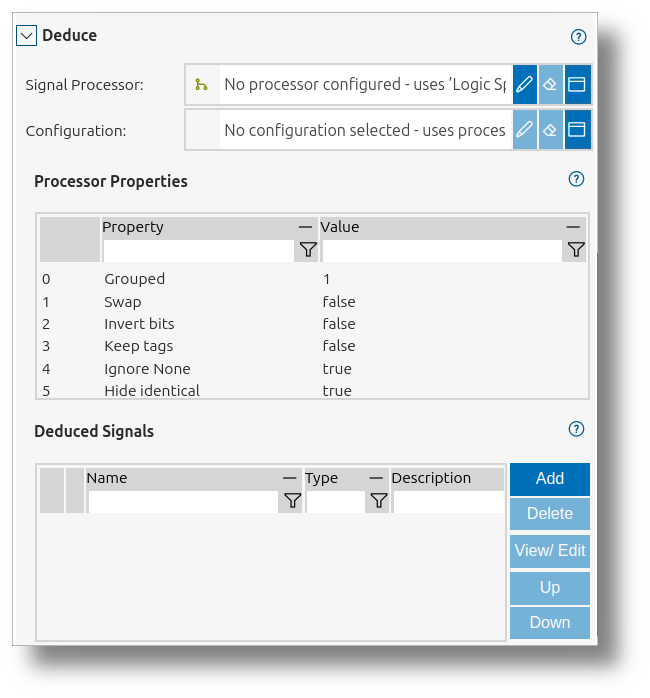 Deduce
?
Signal Processor:
No processor configured - uses 'Logic Sp
Configuration:
No configuration selected - uses proces
Processor Properties
?
Property Value
0 Grouped 1
1 Swap false
2 Invert bits false
3 Keep tags false
4 Ignore None true
5 Hide identical true
Deduced Signals
?
Name Type Description
Add
Delete
View/ Edit
Up
Down